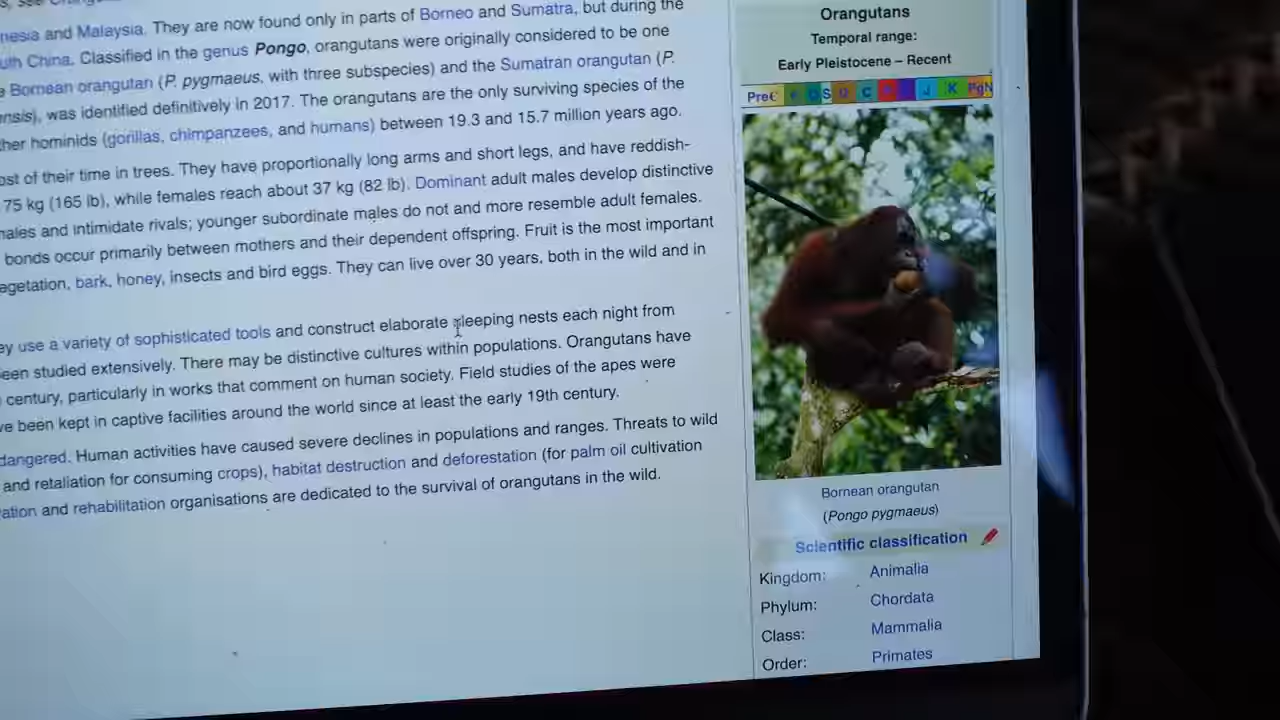 nesia and Malaysia. They are now found only in parts of Borneo and Sumatra, but during the
uth China. Classified in the genus Pongo, orangutans were originally considered to be one
e Bornean orangutan (P. pygmaeus, with three subspecies) and the Sumatran orangutan (P.
ensis), was identified definitively in 2017. The orangutans are the only surviving species of the
ther hominids (gorillas, chimpanzees, and humans) between 19.3 and 15.7 million years ago.
ost of their time in trees. They have proportionally long arms and short legs, and have reddish-
75 kg (165 lb), while females reach about 37 kg (82 lb). Dominant adult males develop distinctive
males and intimidate rivals; younger subordinate males do not and more resemble adult females.
bonds occur primarily between mothers and their dependent offspring. Fruit is the most important
egetation, bark, honey, insects and bird eggs. They can live over 30 years, both in the wild and in
ey use a variety of sophisticated tools and construct elaborate sleeping nests each night from
een studied extensively. There may be distinctive cultures within populations. Orangutans have
century, particularly in works that comment on human society. Field studies of the apes were
ve been kept in captive facilities around the world since at least the early 19th century.
dangered. Human activities have caused severe declines in populations and ranges. Threats to wild
and retaliation for consuming crops), habitat destruction and deforestation (for palm oil cultivation
ation and rehabilitation organisations are dedicated to the survival of orangutans in the wild.
Orangutans
Temporal range:
Early Pleistocene – Recent
PreꞒ O S D C J K PgN
Bornean orangutan
(Pongo pygmaeus)
Scientific classification
Kingdom: Animalia
Phylum: Chordata
Class: Mammalia
Order: Primates